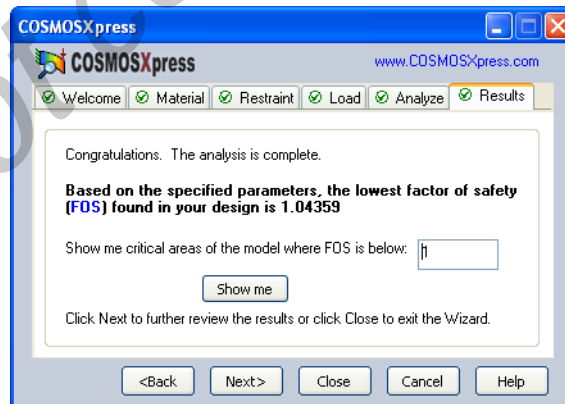 COSMOSXpress
COSMOSXpress
www.COSMOSXpress.com
Welcome Material Restraint Load Analyze Results
Congratulations. The analysis is complete.
Based on the specified parameters, the lowest factor of safety
(FOS) found in your design is 1.04359
Show me critical areas of the model where FOS is below: 1
Show me
Click Next to further review the results or click Close to exit the Wizard.
<Back Next> Close Cancel Help